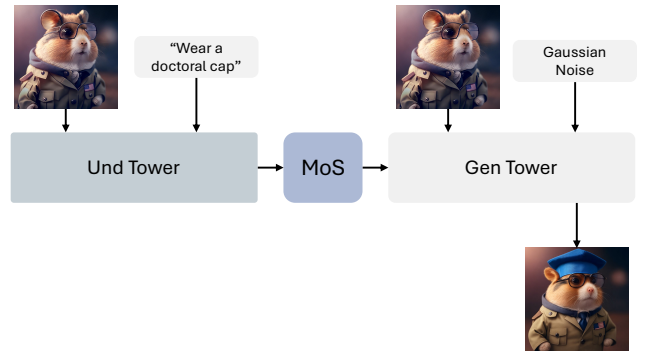 “Wear a
doctoral cap”
Gaussian
Noise
Und Tower
MoS
Gen Tower